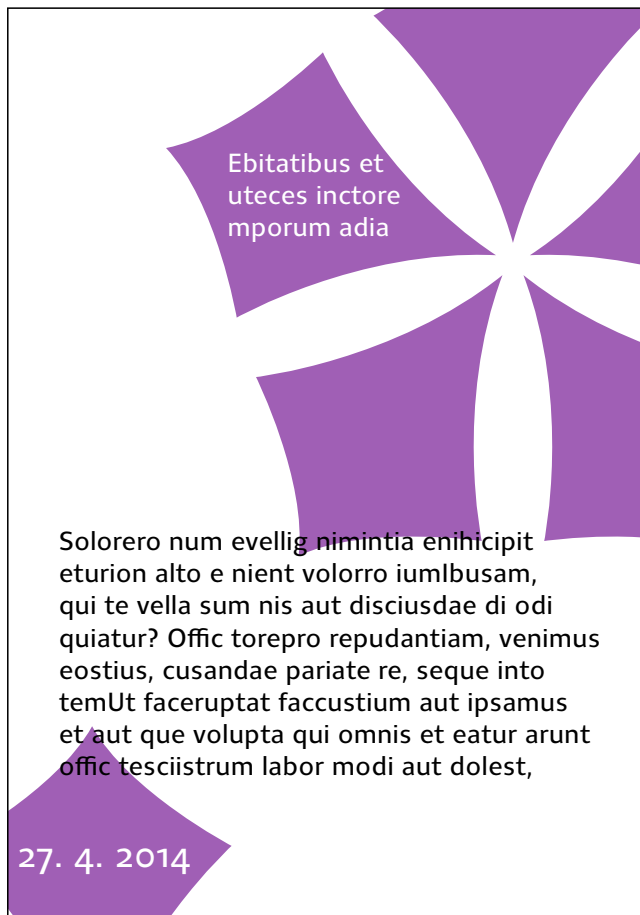 Ebitatibus et
uteces inctore
mporum adia
Solorero num evellig nimintia enihicipit
eturion alto e nient volorro iumIbusam,
qui te vella sum nis aut disciusdae di odi
quiatur? Offic torepro repudantiam, venimus
eostius, cusandae pariate re, seque into
temUt faceruptat faccustium aut ipsamus
et aut que volupta qui omnis et eatur arunt
offic tesciistrum labor modi aut dolest,
27. 4. 2014